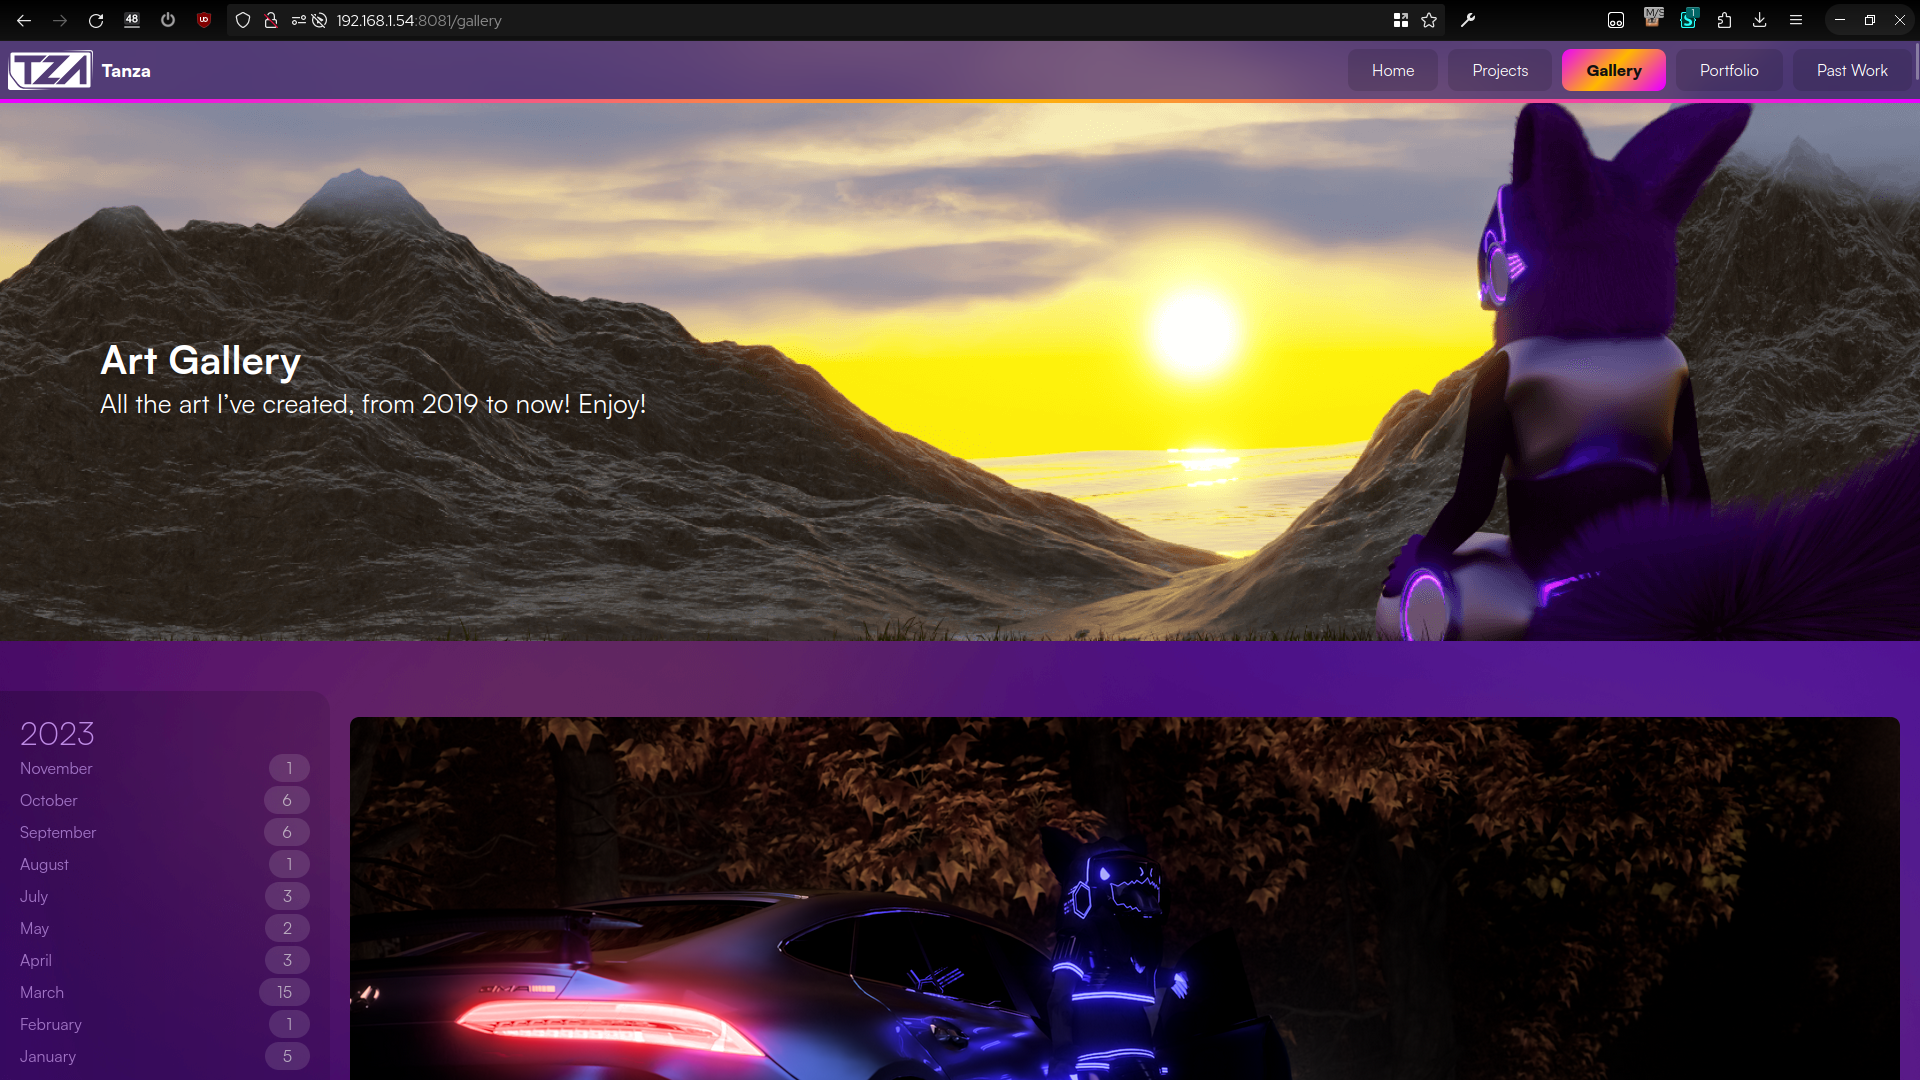 48
UD
192.168.1.54:8081/gallery
M/S
1
TZA
Tanza
Home
Projects
Gallery
Portfolio
Past Work
Art Gallery
All the art I've created, from 2019 to now! Enjoy!
2023
November 1
October 6
September 6
August 1
July 3
May 2
April 3
March 15
February 1
January 5